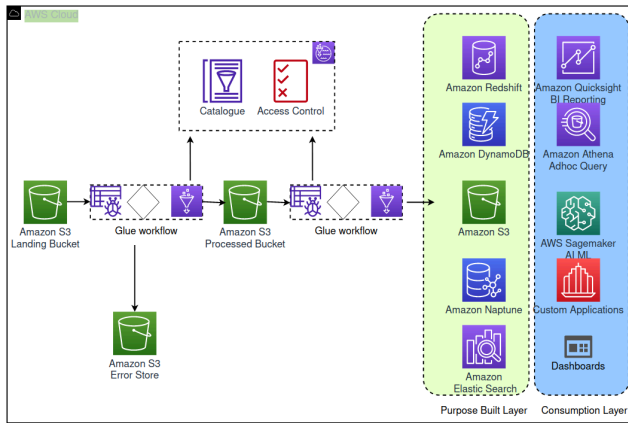 AWS Cloud
Catalogue
Access Control
Amazon S3
Landing Bucket
Glue workflow
Amazon S3
Processed Bucket
Glue workflow
Amazon S3
Error Store
Amazon Redshift
Amazon DynamoDB
Amazon S3
Amazon Neptune
Amazon
Elastic Search
Purpose Built Layer
Amazon Quicksight
BI Reporting
Amazon Athena
Adhoc Query
AWS Sagemaker
AI ML
Custom Applications
Dashboards
Consumption Layer